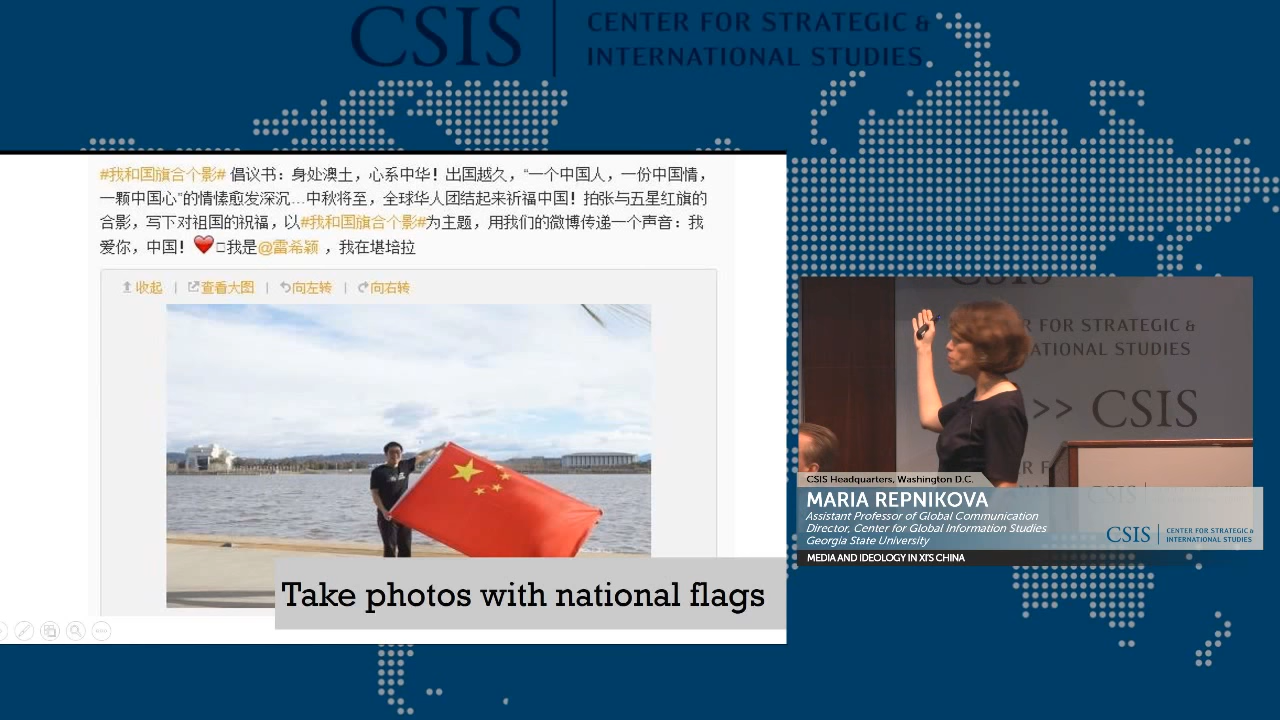 CSIS
CENTER FOR STRATEGIC &
INTERNATIONAL STUDIES
#我和国旗合个影# 倡议书：身处澳土，心系中华！出国越久，“一个中国人，一份中国情，
一颗中国心”的情愫愈发深沉…中秋将至，全球华人团结起来祈福中国！拍张与五星红旗的
合影，写下对祖国的祝福，以#我和国旗合个影#为主题，用我们的微博传递一个声音：我
爱你，中国！❤□我是@雷希颖 ，我在堪培拉
收起 | 查看大图 | 向左转 | 向右转
Take photos with national flags
CSIS
R FOR STRATEGIC &
ATIONAL STUDIES
>> CSIS
R F
CSIS
CSIS Headquarters, Washington D.C.
MARIA REPNIKOVA
Assistant Professor of Global Communication
Director, Center for Global Information Studies
Georgia State University
CSIS
CENTER FOR STRATEGIC &
INTERNATIONAL STUDIES
MEDIA AND IDEOLOGY IN XI'S CHINA